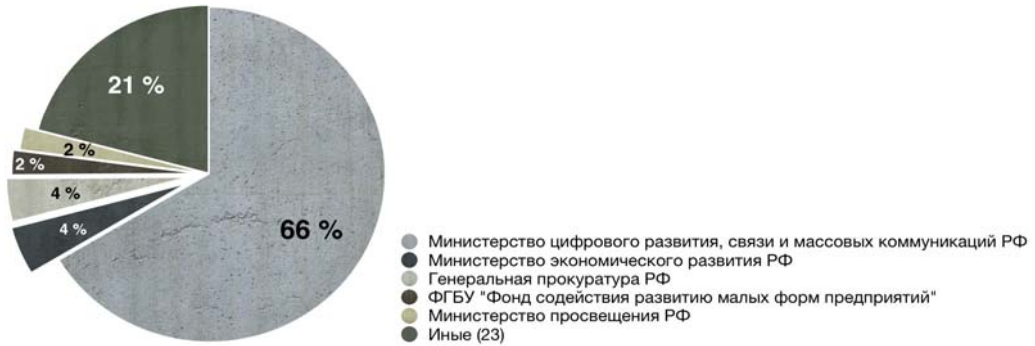 21 %
2 %
2 %
4 %
4 %
66 %
Министерство цифрового развития, связи и массовых коммуникаций РФ
Министерство экономического развития РФ
Генеральная прокуратура РФ
ФГБУ "Фонд содействия развитию малых форм предприятий"
Министерство просвещения РФ
Иные (23)